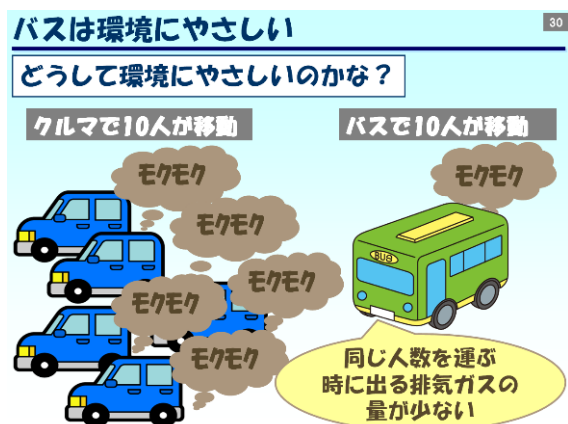 バスは環境にやさしい
30
どうして環境にやさしいのかな？
クルマで10人が移動
バスで10人が移動
モクモク
モクモク
モクモク
モクモク
モクモク
モクモク
BUS
同じ人数を運ぶ
時に出る排気ガスの
量が少ない